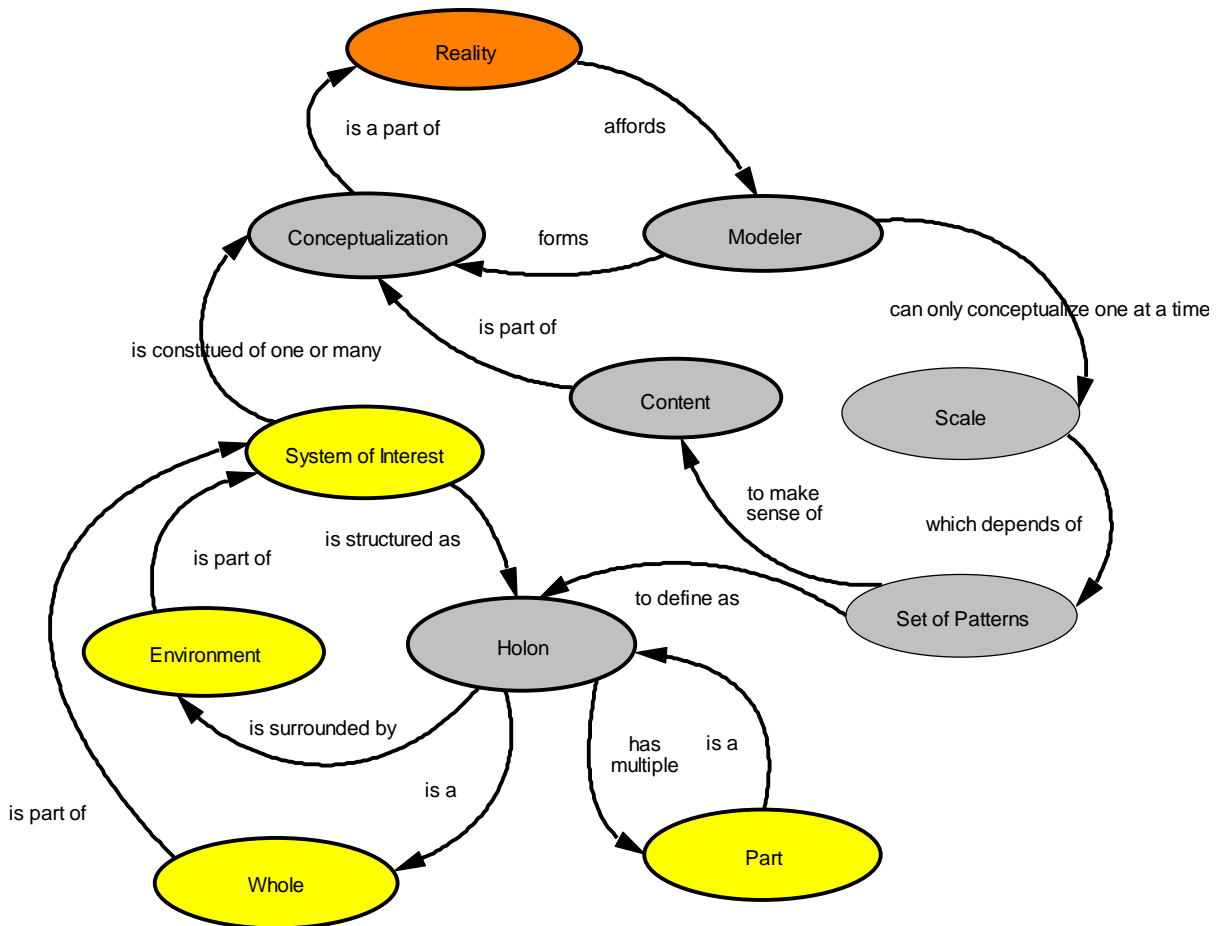 Reality
is a part of
affords
Conceptualization
forms
Modeler
can only conceptualize one at a time
is part of
is constitued of one or many
Content
Scale
System of Interest
to make
sense of
which depends of
is structured as
is part of
to define as
Set of Patterns
Environment
Holon
is surrounded by
has
multiple
is a
is a
is part of
Part
Whole